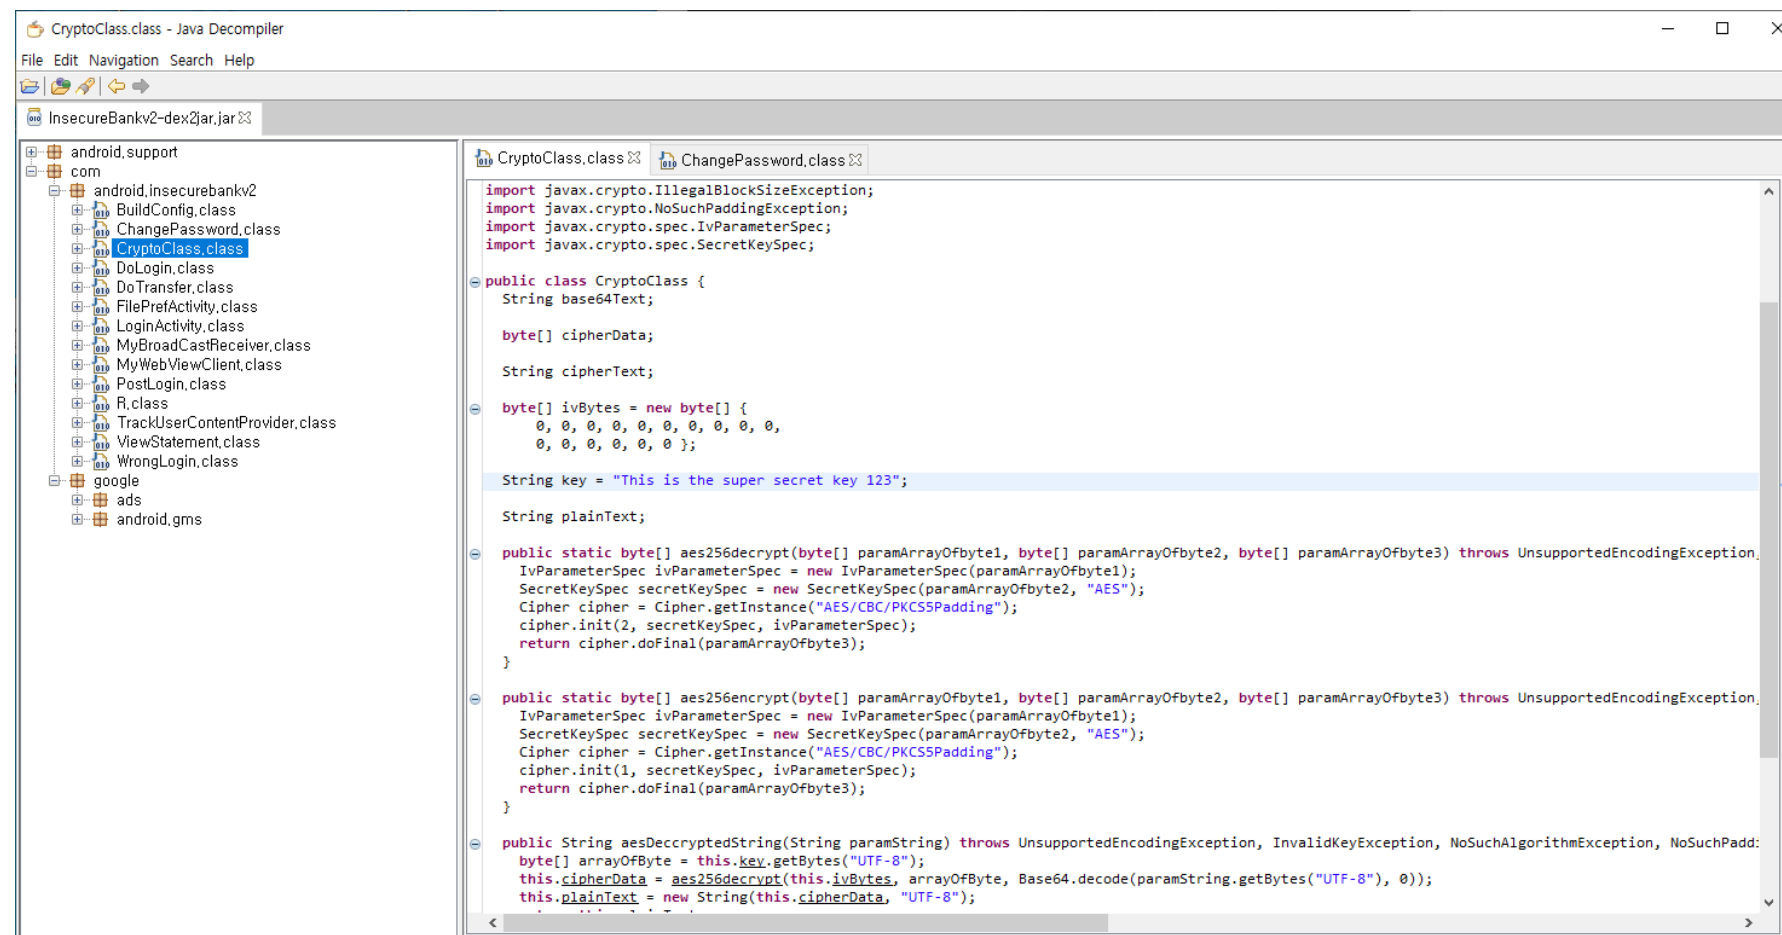 CryptoClass.class - Java Decompiler
File Edit Navigation Search Help
InsecureBankv2-dex2jar.jar
android.support
com
android.insecurebankv2
BuildConfig.class
ChangePassword.class
CryptoClass.class
DoLogin.class
DoTransfer.class
FilePrefActivity.class
LoginActivity.class
MyBroadCastReceiver.class
MyWebViewClient.class
PostLogin.class
R.class
TrackUserContentProvider.class
ViewStatement.class
WrongLogin.class
google
ads
android.gms
CryptoClass.class ChangePassword.class
import javax.crypto.IllegalBlockSizeException;
import javax.crypto.NoSuchPaddingException;
import javax.crypto.spec.IvParameterSpec;
import javax.crypto.spec.SecretKeySpec;
public class CryptoClass {
String base64Text;
byte[] cipherData;
String cipherText;
byte[] ivBytes = new byte[] {
0, 0, 0, 0, 0, 0, 0, 0, 0, 0,
0, 0, 0, 0, 0, 0 };
String key = "This is the super secret key 123";
String plainText;
public static byte[] aes256decrypt(byte[] paramArrayOfbyte1, byte[] paramArrayOfbyte2, byte[] paramArrayOfbyte3) throws UnsupportedEncodingException,
IvParameterSpec ivParameterSpec = new IvParameterSpec(paramArrayOfbyte1);
SecretKeySpec secretKeySpec = new SecretKeySpec(paramArrayOfbyte2, "AES");
Cipher cipher = Cipher.getInstance("AES/CBC/PKCS5Padding");
cipher.init(2, secretKeySpec, ivParameterSpec);
return cipher.doFinal(paramArrayOfbyte3);
}
public static byte[] aes256encrypt(byte[] paramArrayOfbyte1, byte[] paramArrayOfbyte2, byte[] paramArrayOfbyte3) throws UnsupportedEncodingException,
IvParameterSpec ivParameterSpec = new IvParameterSpec(paramArrayOfbyte1);
SecretKeySpec secretKeySpec = new SecretKeySpec(paramArrayOfbyte2, "AES");
Cipher cipher = Cipher.getInstance("AES/CBC/PKCS5Padding");
cipher.init(1, secretKeySpec, ivParameterSpec);
return cipher.doFinal(paramArrayOfbyte3);
}
public String aesDeccryptedString(String paramString) throws UnsupportedEncodingException, InvalidKeyException, NoSuchAlgorithmException, NoSuchPadd
byte[] arrayOfByte = this.key.getBytes("UTF-8");
this.cipherData = aes256decrypt(this.ivBytes, arrayOfByte, Base64.decode(paramString.getBytes("UTF-8"), 0));
this.plainText = new String(this.cipherData, "UTF-8");